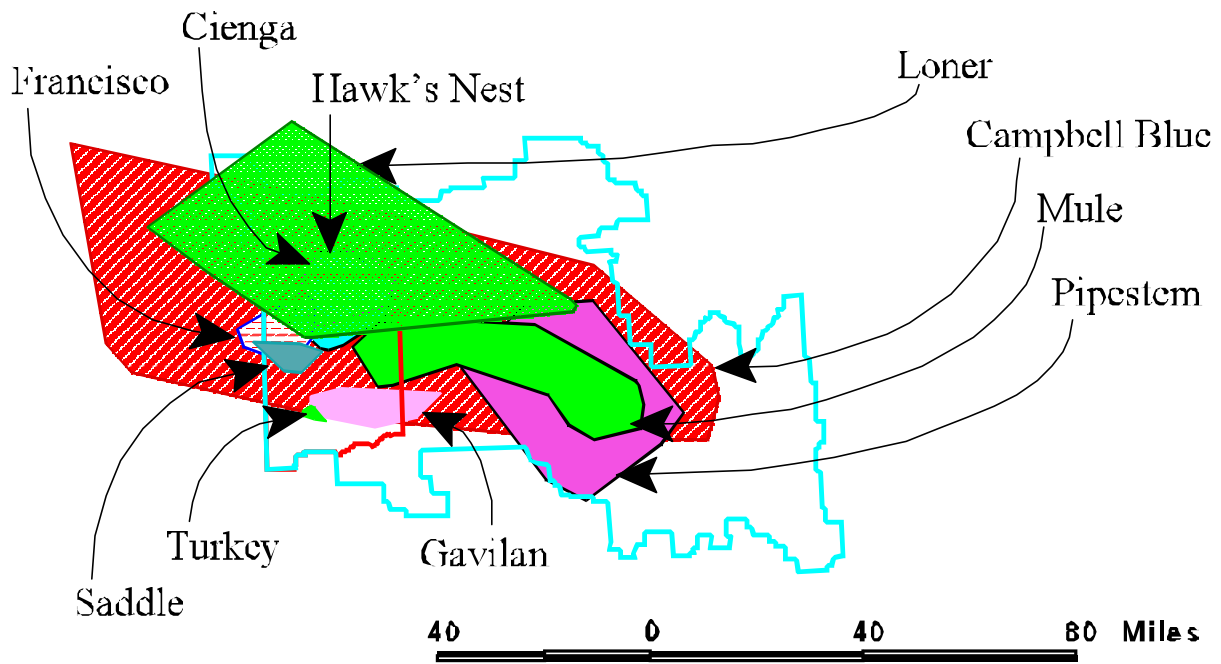 Cienga
Francisco
Hawk's Nest
Loner
Campbell Blue
Mule
Pipestem
Turkey
Gavilan
Saddle
40 0 40 80 Miles